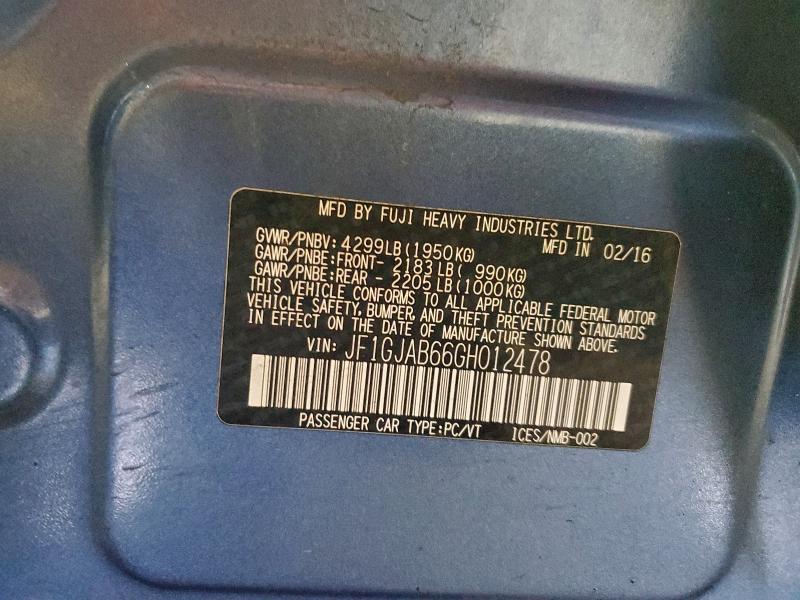 MFD BY FUJI HEAVY INDUSTRIES LTD.
GVWR/PNBV: 4299LB(1950KG) MFD IN 02/16
GAWR/PNBE:FRONT- 2183LB( 990KG)
GAWR/PNBE:REAR - 2205LB(1000KG)
THIS VEHICLE CONFORMS TO ALL APPLICABLE FEDERAL MOTOR
VEHICLE SAFETY, BUMPER, AND THEFT PREVENTION STANDARDS
IN EFFECT ON THE DATE OF MANUFACTURE SHOWN ABOVE.
VIN: JF1GJAB66GH012478
PASSENGER CAR TYPE:PC/VT ICES/NMB-002